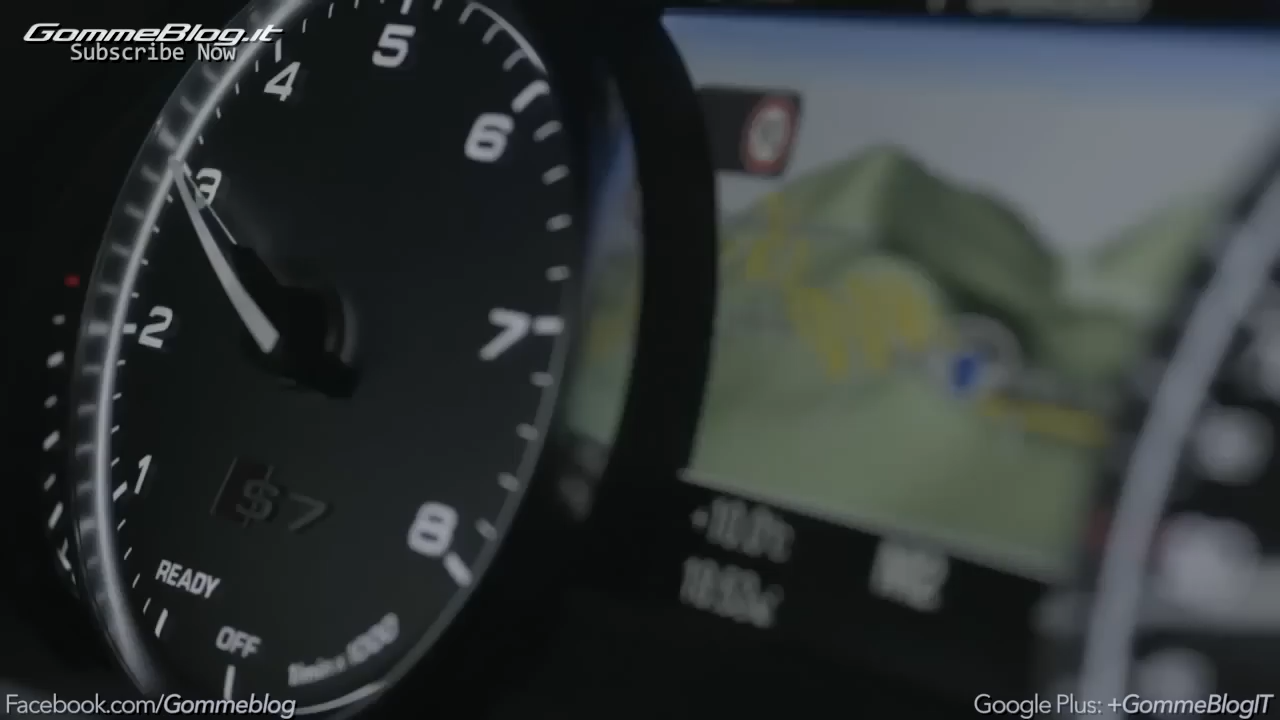 GommeBlog.it
Subscribe Now
5
4
6
3
2
7
1
S 7
8
READY
OFF
Facebook.com/Gommeblog
Google Plus: +GommeBlogIT